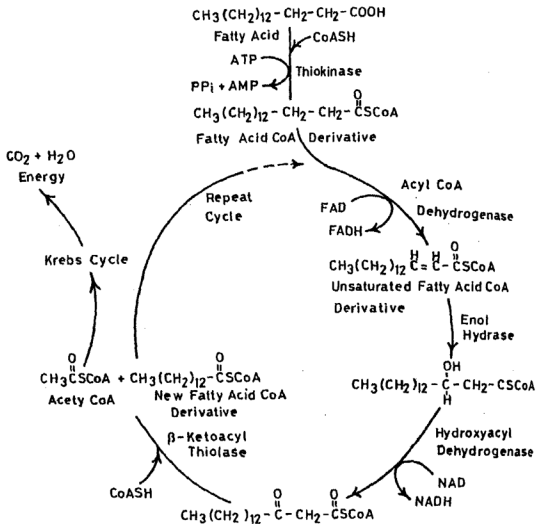 CH3(CH2)12-CH2-CH2-COOH
Fatty Acid
CoASH
ATP
Thiokinase
PPi + AMP
O
CH3(CH2)12-CH2-CH2-CSCoA
Fatty Acid CoA Derivative
CO2 + H2O
Energy
Repeat
Cycle
Acyl CoA
Dehydrogenase
FAD
FADH
Krebs Cycle
H H O
CH3(CH2)12 C = C-CSCoA
Unsaturated Fatty Acid CoA
Derivative
Enol
Hydrase
O O
CH3CSCoA + CH3(CH2)12-CSCoA
Acety CoA
New Fatty Acid CoA
Derivative
OH
CH3(CH2)12-C-CH2-CSCoA
H
β-Ketoacyl
Thiolase
Hydroxyacyl
Dehydrogenase
CoASH
NAD
NADH
O O
CH3(CH2)12-C-CH2-CSCoA